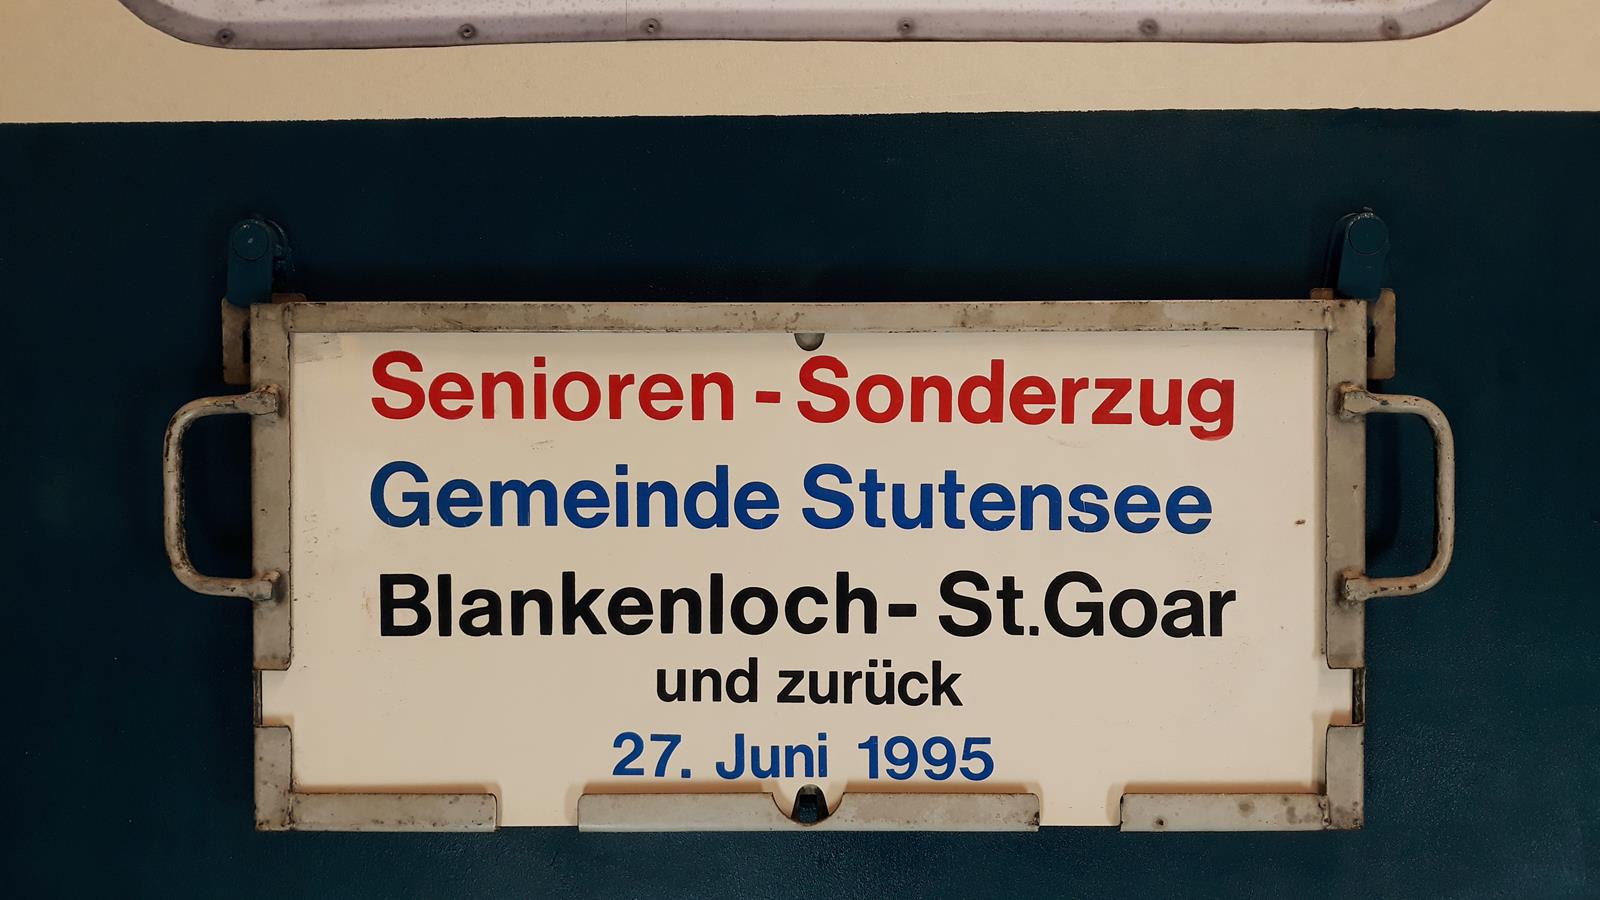 Senioren - Sonderzug
Gemeinde Stutensee
Blankenloch- St.Goar
und zurück
27. Juni 1995